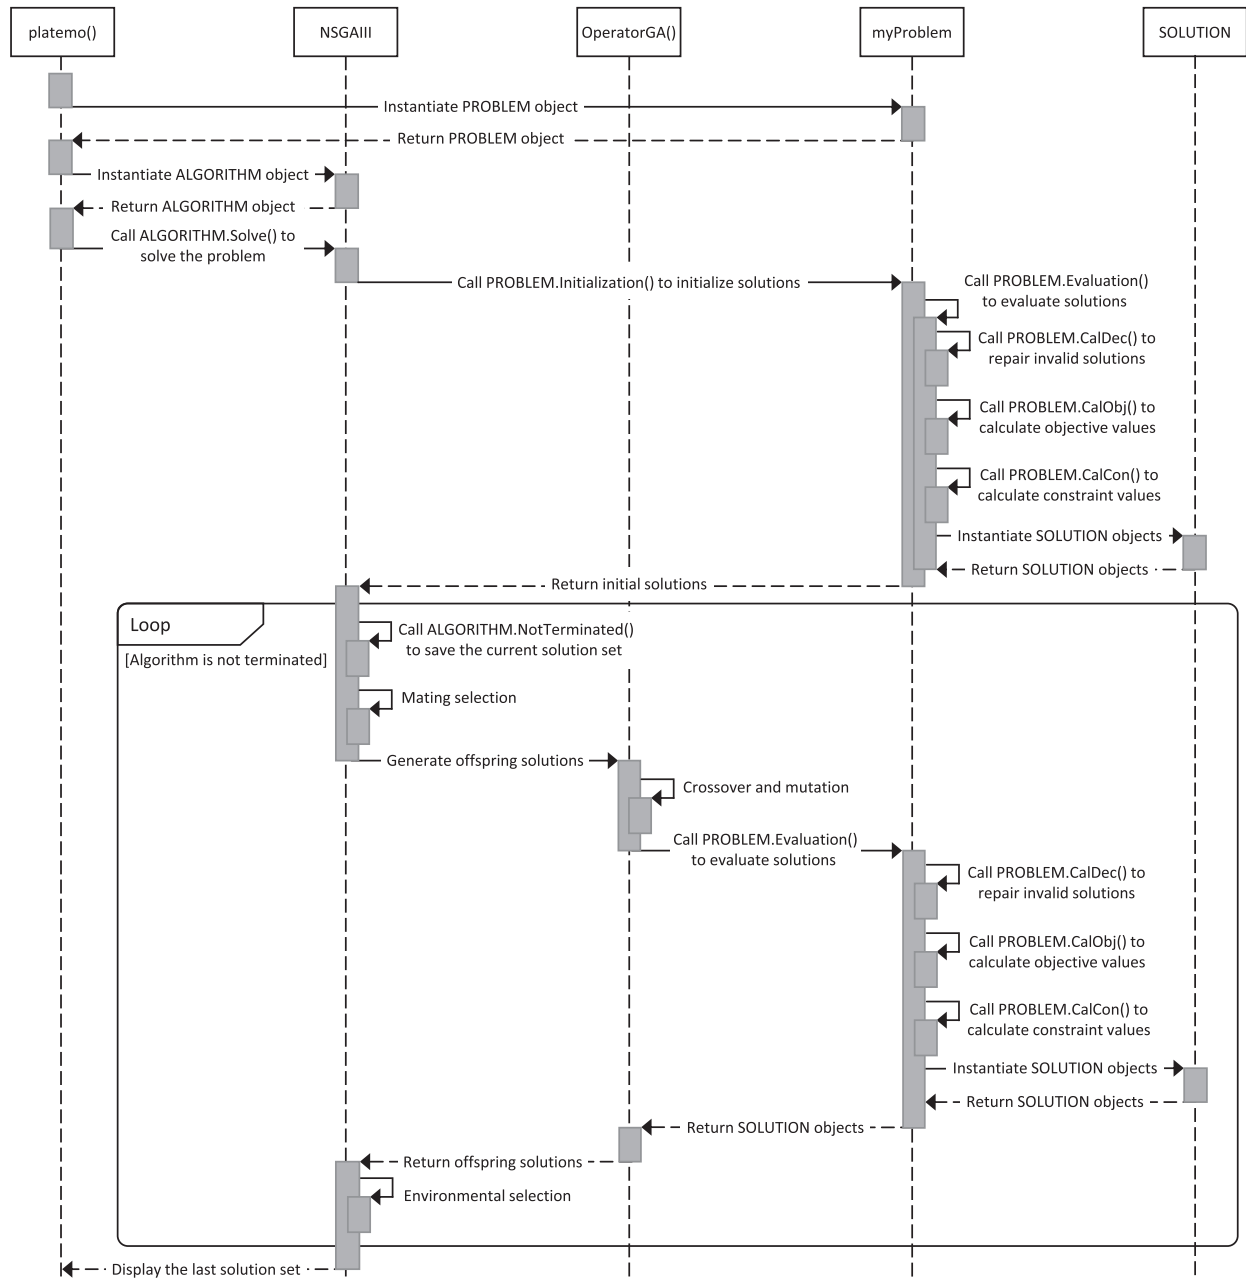 platemo()
NSGAIII
OperatorGA()
myProblem
SOLUTION
Instantiate PROBLEM object
Return PROBLEM object
Instantiate ALGORITHM object
Return ALGORITHM object
Call ALGORITHM.Solve() to
solve the problem
Call PROBLEM.Initialization() to initialize solutions
Call PROBLEM.Evaluation()
to evaluate solutions
Call PROBLEM.CalDec() to
repair invalid solutions
Call PROBLEM.CalObj() to
calculate objective values
Call PROBLEM.CalCon() to
calculate constraint values
Instantiate SOLUTION objects
Return SOLUTION objects
Return initial solutions
Loop
[Algorithm is not terminated]
Call ALGORITHM.NotTerminated()
to save the current solution set
Mating selection
Generate offspring solutions
Crossover and mutation
Call PROBLEM.Evaluation()
to evaluate solutions
Call PROBLEM.CalDec() to
repair invalid solutions
Call PROBLEM.CalObj() to
calculate objective values
Call PROBLEM.CalCon() to
calculate constraint values
Instantiate SOLUTION objects
Return SOLUTION objects
Return SOLUTION objects
Return offspring solutions
Environmental selection
Display the last solution set